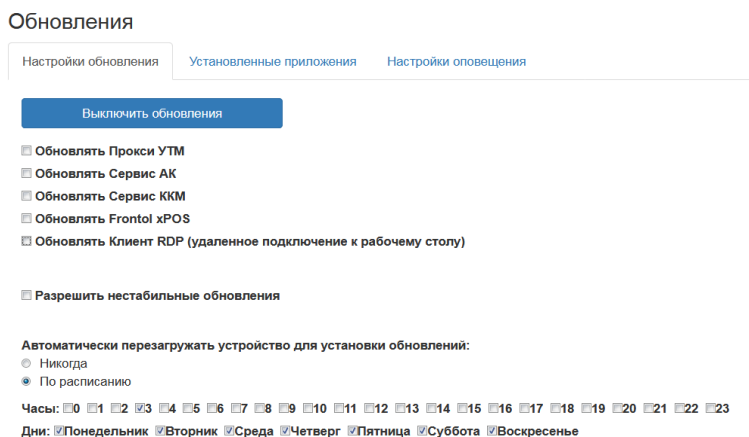 Обновления
Настройки обновления Установленные приложения Настройки оповещения
Выключить обновления
Обновлять Прокси УТМ
Обновлять Сервис АК
Обновлять Сервис ККМ
Обновлять Frontol xPOS
Обновлять Клиент RDP (удаленное подключение к рабочему столу)
Разрешить нестабильные обновления
Автоматически перезагружать устройство для установки обновлений:
Никогда
По расписанию
Часы: 0 1 2 3 4 5 6 7 8 9 10 11 12 13 14 15 16 17 18 19 20 21 22 23
Дни: Понедельник Вторник Среда Четверг Пятница Суббота Воскресенье